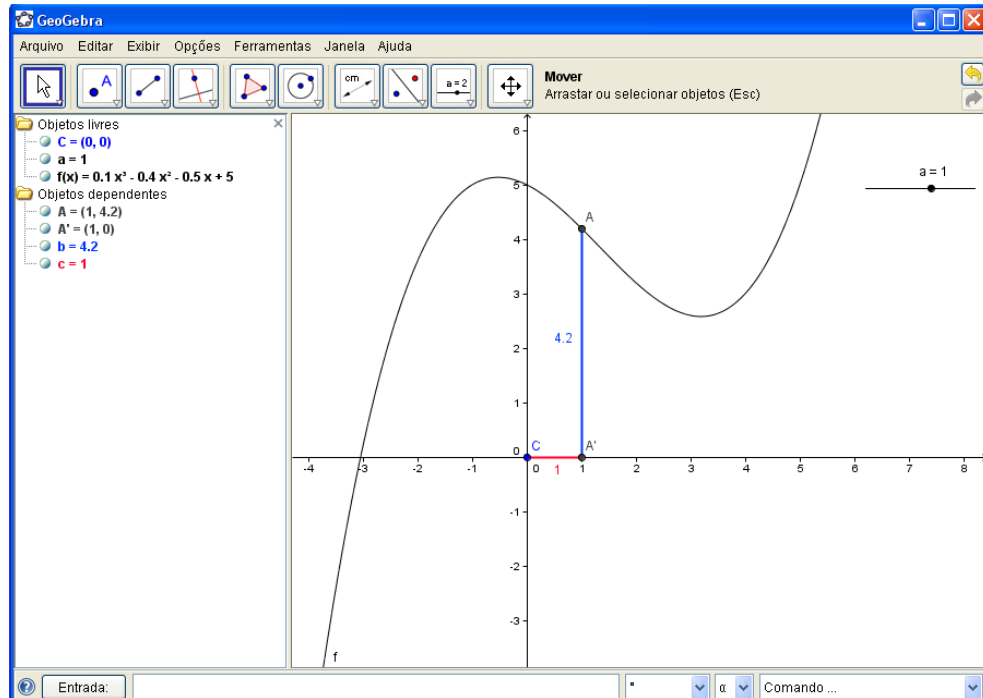 GeoGebra
Arquivo Editar Exibir Opções Ferramentas Janela Ajuda
A
cm
a = 2
Mover
Arrastar ou selecionar objetos (Esc)
Objetos livres
C = (0, 0)
a = 1
f(x) = 0.1 x³ - 0.4 x² - 0.5 x + 5
Objetos dependentes
A = (1, 4.2)
A' = (1, 0)
b = 4.2
c = 1
6
5
4
3
2
1
0
-1
-2
-3
-4 -3 -2 -1 0 1 2 3 4 5 6 7 8
a = 1
A
4.2
C
A'
1
f
Entrada:
° α Comando ...